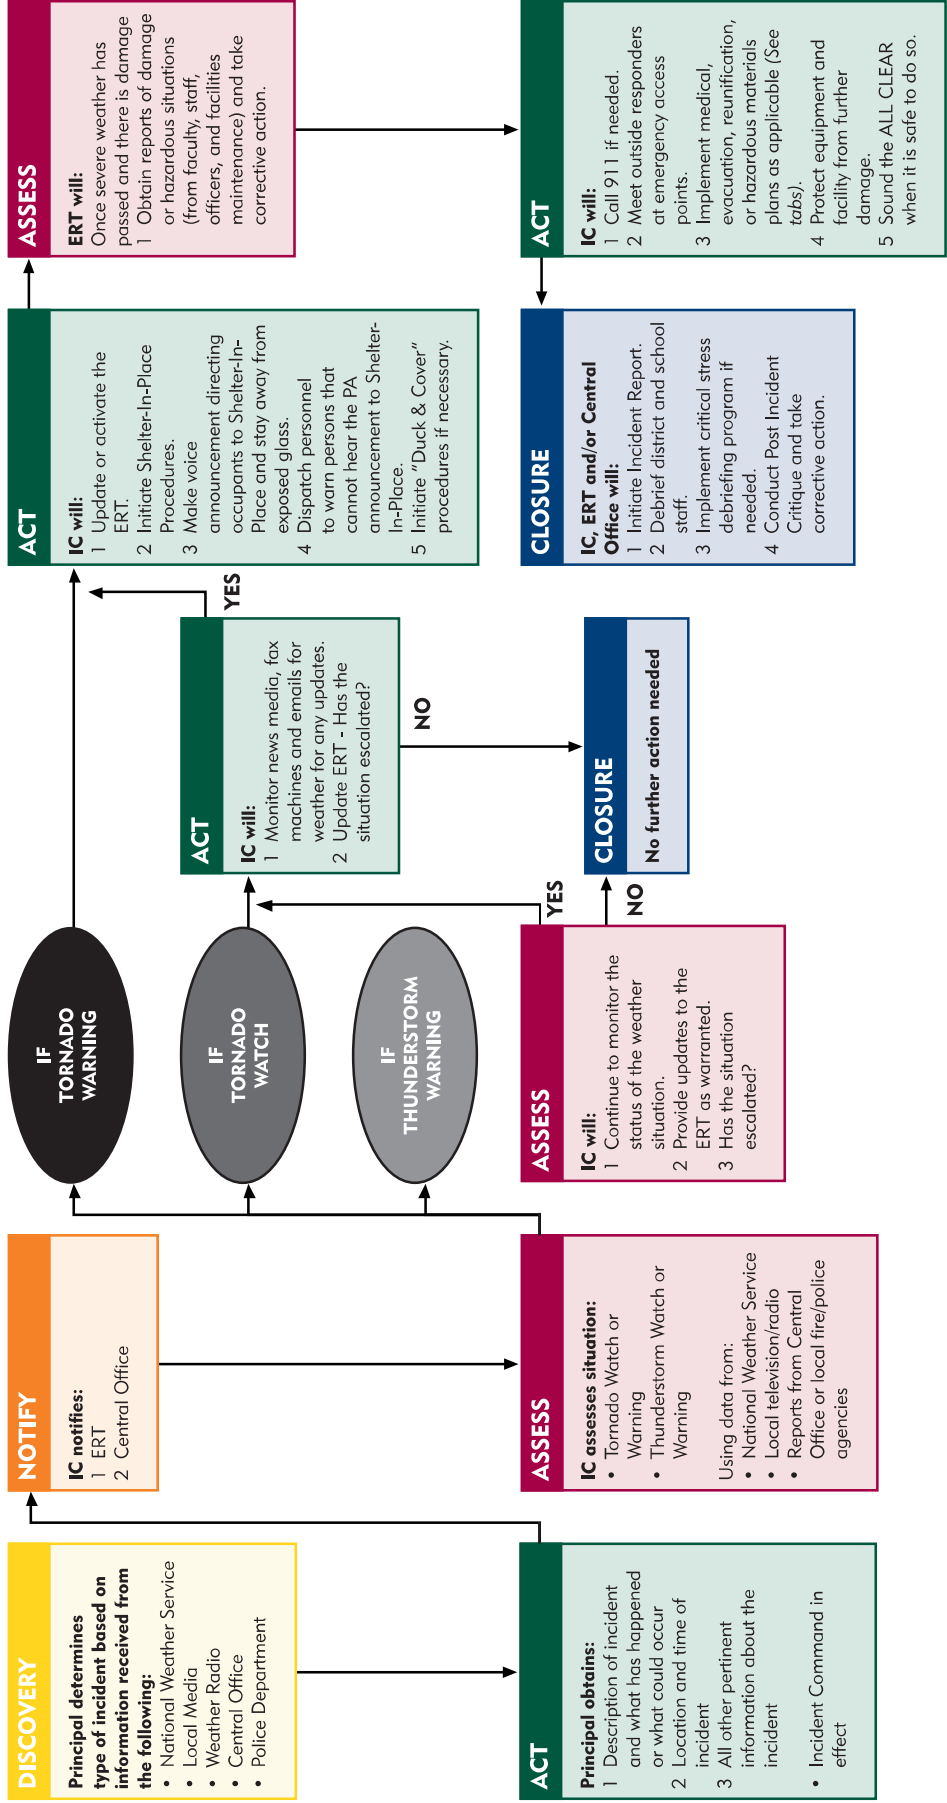 DISCOVERY
Principal determines
type of incident based on
information received from
the following:
• National Weather Service
• Local Media
• Weather Radio
• Central Office
• Police Department
ACT
Principal obtains:
1 Description of incident
and what has happened
or what could occur
2 Location and time of
incident
3 All other pertinent
information about the
incident
• Incident Command in
effect
NOTIFY
IC notifies:
1 ERT
2 Central Office
ASSESS
IC assesses situation:
• Tornado Watch or
Warning
• Thunderstorm Watch or
Warning
Using data from:
• National Weather Service
• Local television/radio
• Reports from Central
Office or local fire/police
agencies
IF
TORNADO
WARNING
IF
TORNADO
WATCH
IF
THUNDERSTORM
WARNING
ASSESS
IC will:
1 Continue to monitor the
status of the weather
situation.
2 Provide updates to the
ERT as warranted.
3 Has the situation
escalated?
YES
NO
ACT
IC will:
1 Monitor news media, fax
machines and emails for
weather for any updates.
2 Update ERT - Has the
situation escalated?
YES
NO
CLOSURE
No further action needed
ACT
IC will:
1 Update or activate the
ERT.
2 Initiate Shelter-In-Place
Procedures.
3 Make voice
announcement directing
occupants to Shelter-In-
Place and stay away from
exposed glass.
4 Dispatch personnel
to warn persons that
cannot hear the PA
announcement to Shelter-
In-Place.
5 Initiate “Duck & Cover”
procedures if necessary.
ASSESS
ERT will:
Once severe weather has
passed and there is damage
1 Obtain reports of damage
or hazardous situations
(from faculty, staff,
officers, and facilities
maintenance) and take
corrective action.
ACT
IC will:
1 Call 911 if needed.
2 Meet outside responders
at emergency access
points.
3 Implement medical,
evacuation, reunification,
or hazardous materials
plans as applicable (See
tabs).
4 Protect equipment and
facility from further
damage.
5 Sound the ALL CLEAR
when it is safe to do so.
CLOSURE
IC, ERT and/or Central
Office will:
1 Initiate Incident Report.
2 Debrief district and school
staff.
3 Implement critical stress
debriefing program if
needed.
4 Conduct Post Incident
Critique and take
corrective action.